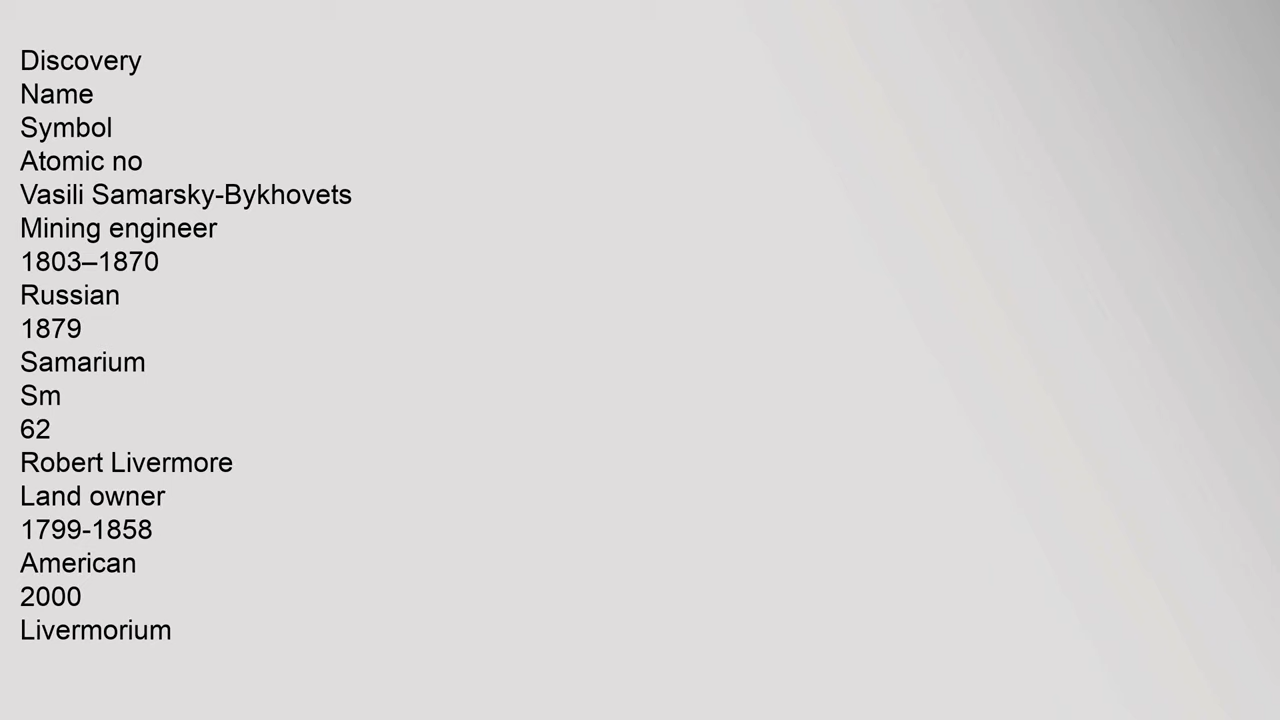 Discovery
Name
Symbol
Atomic no
Vasili Samarsky-Bykhovets
Mining engineer
1803–1870
Russian
1879
Samarium
Sm
62
Robert Livermore
Land owner
1799-1858
American
2000
Livermorium